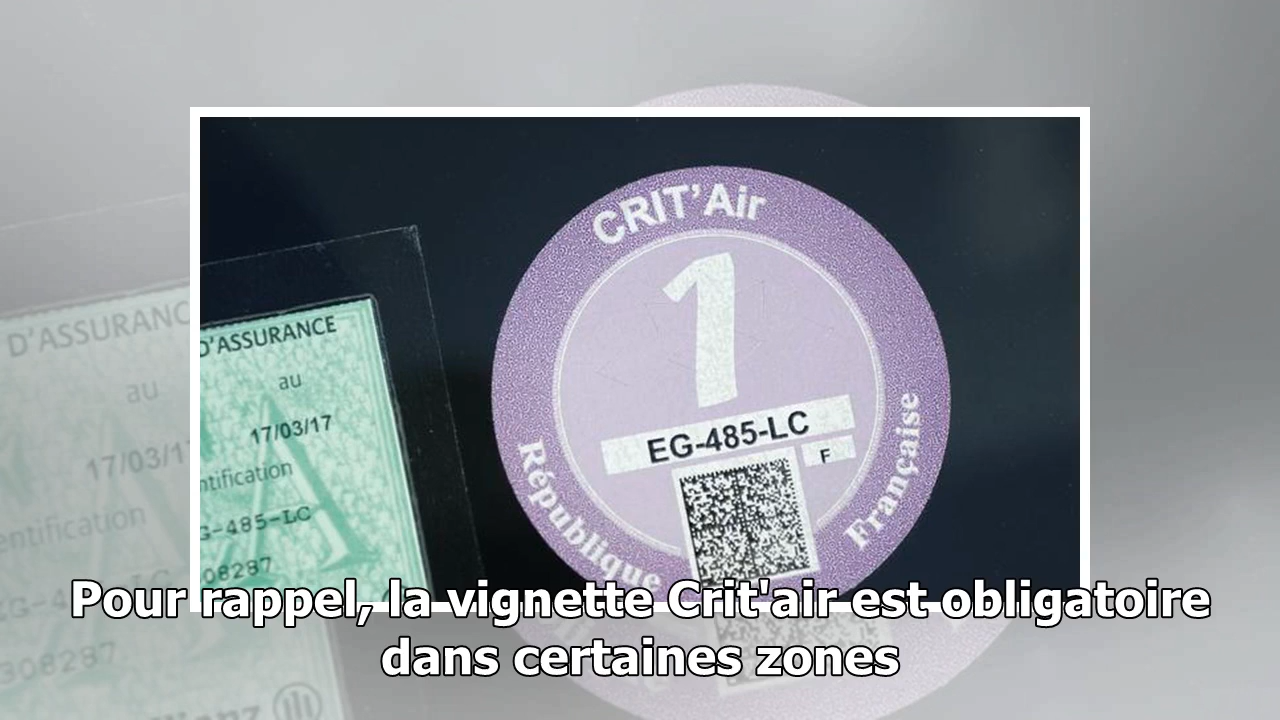 CRIT'Air
1
EG-485-LC
F
République Française
D'ASSURANCE
au
17/03/17
ntification
G-485-LC
08287
D'ASSURANC
au
17/03/1
entification
308287
Pour rappel, la vignette Crit'air est obligatoire
dans certaines zones